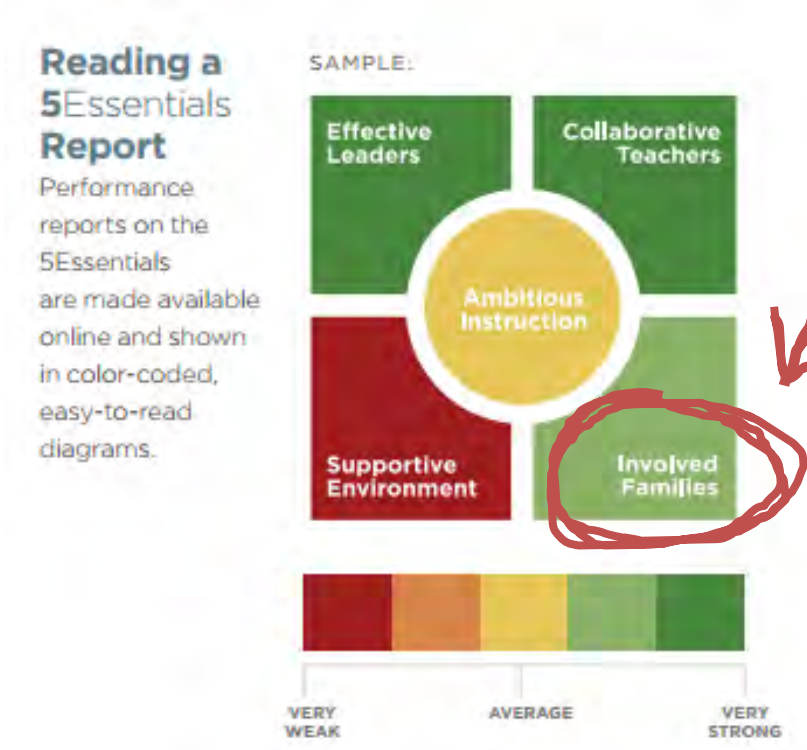 Reading a
5Essentials
Report
Performance
reports on the
5Essentials
are made available
online and shown
in color-coded,
easy-to-read
diagrams.
SAMPLE:
Effective
Leaders
Collaborative
Teachers
Ambitious
Instruction
Supportive
Environment
Involved
Families
VERY
WEAK
AVERAGE
VERY
STRONG